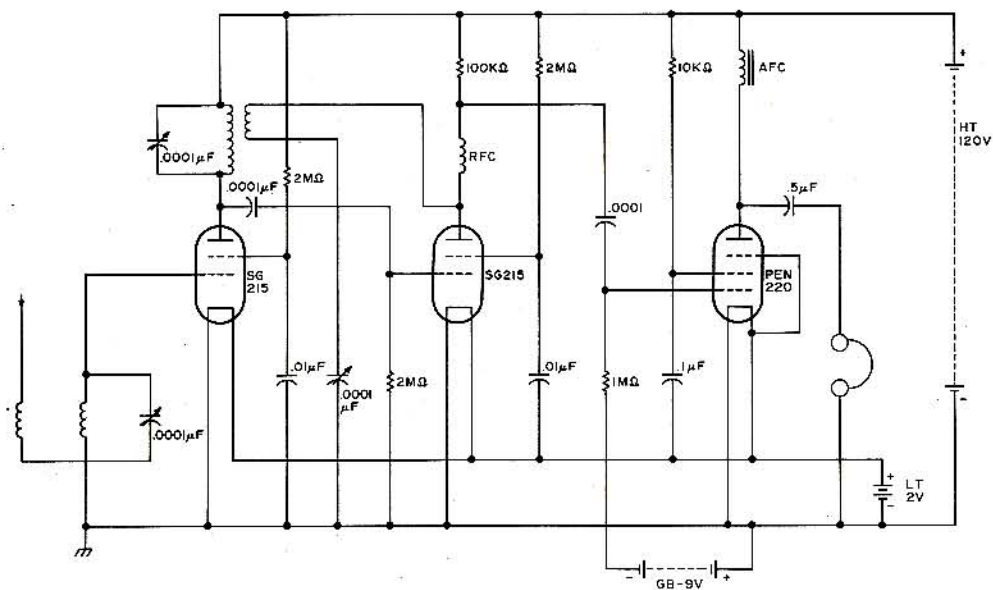 100KΩ
2MΩ
10KΩ
AFC
+
HT
120V
-
.0001µF
RFC
2MΩ
.0001µF
.5µF
.0001
SG
215
SG215
PEN
220
.01µF
.0001
µF
2MΩ
.01µF
1MΩ
.1µF
.0001µF
+
LT
2V
-
- +
GB-9V